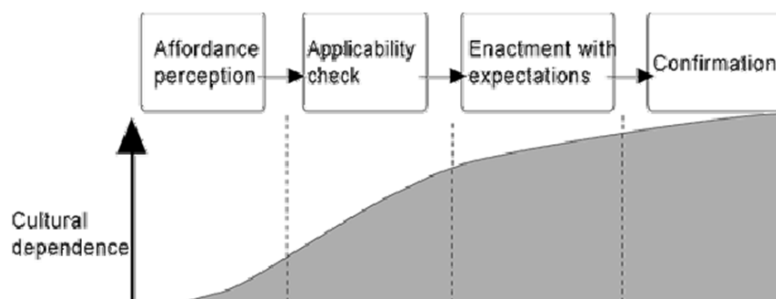 Affordance
perception
Applicability
check
Enactment with
expectations
Confirmation
Cultural
dependence